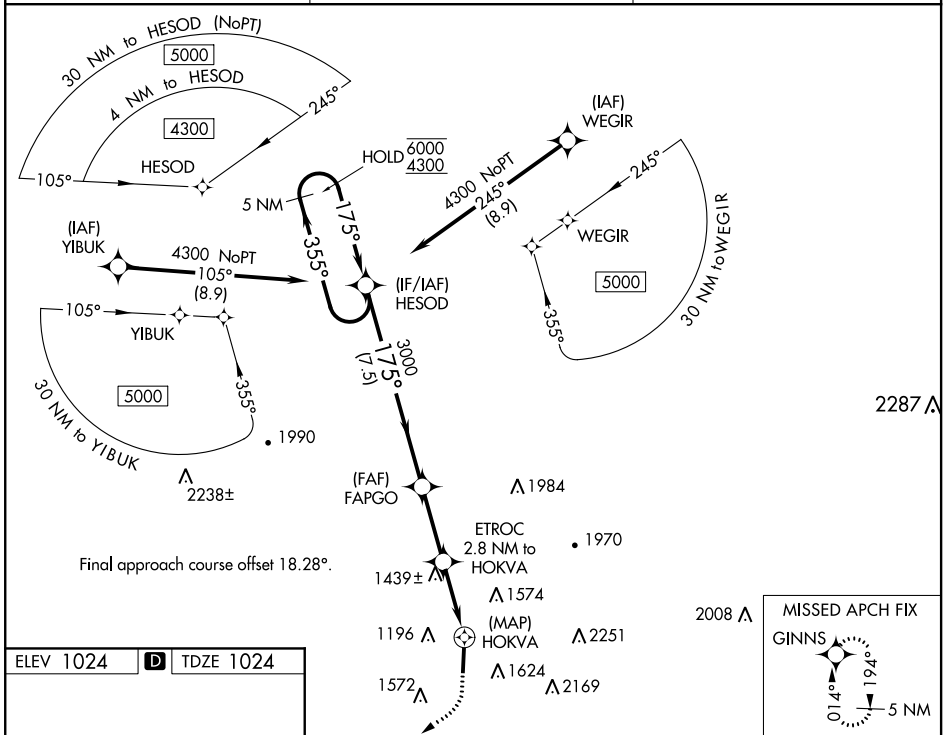 30 NM to HESOD (NoPT)
5000
4 NM to HESOD
4300
245°
105°
HESOD
HOLD 6000
4300
5 NM
175°
355°
(IAF)
WEGIR
4300 NoPT
245°
(8.9)
245°
WEGIR
5000
355°
30 NM to WEGIR
(IAF)
YIBUK
4300 NoPT
105°
(8.9)
(IF/IAF)
HESOD
3000
175°
(7.5)
105°
YIBUK
5000
355°
30 NM to YIBUK
1990
2238±
2287
(FAF)
FAPGO
1984
ETROC
2.8 NM to
HOKVA
1970
Final approach course offset 18.28°.
1439±
1574
(MAP)
HOKVA
1196
2251
2008
1624
1572
2169
MISSED APCH FIX
GINNS
014°
194°
5 NM
ELEV 1024 D TDZE 1024